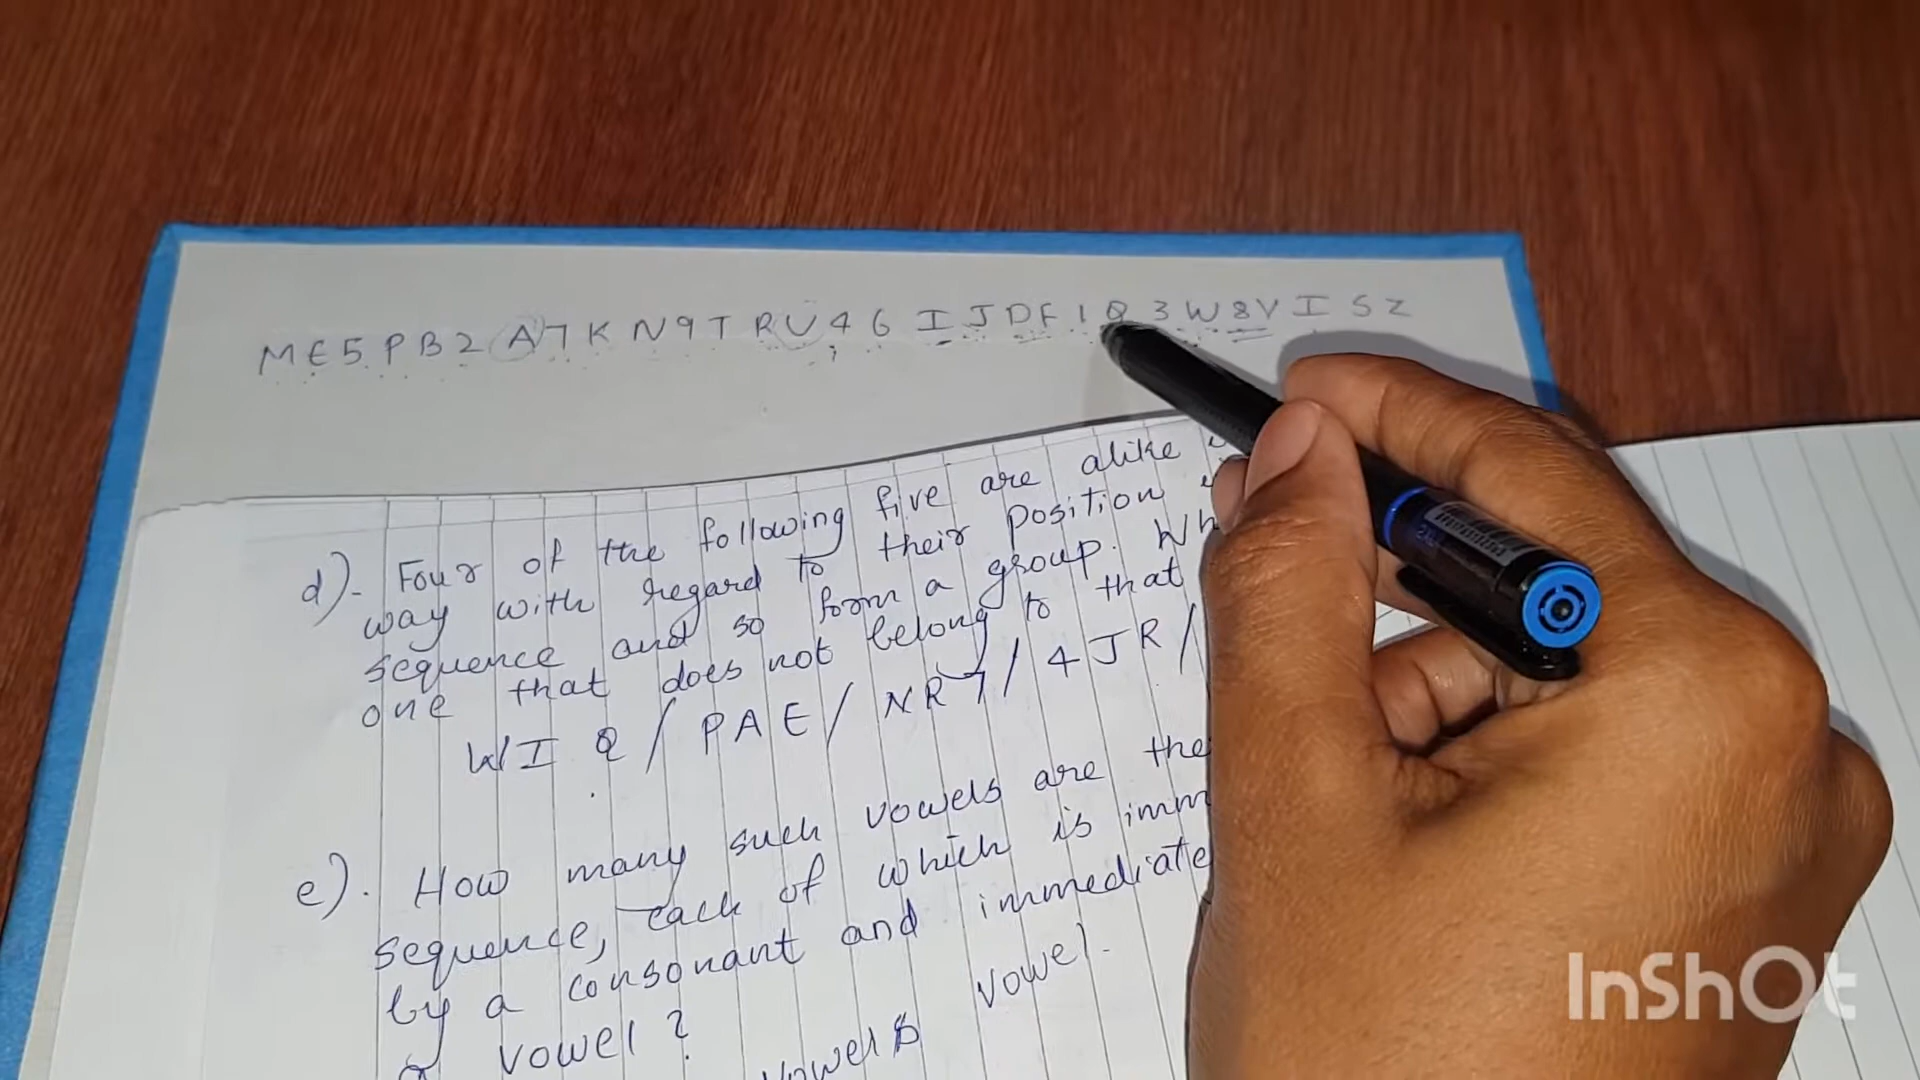 M E 5 P B 2 A 7 K N 9 T R U 4 6 I J D F 1 Q 3 W 8 V I S Z
d)- Four of the following five are alike
way with regard to their position
sequence and so form a group.
one that does not belong to that
W I Q / P A E / N R 7 / 4 J R /
e). How many such vowels are the
sequence, each of which is imm
by a consonant and immediate
a vowel?
vowels vowel.
InShOt